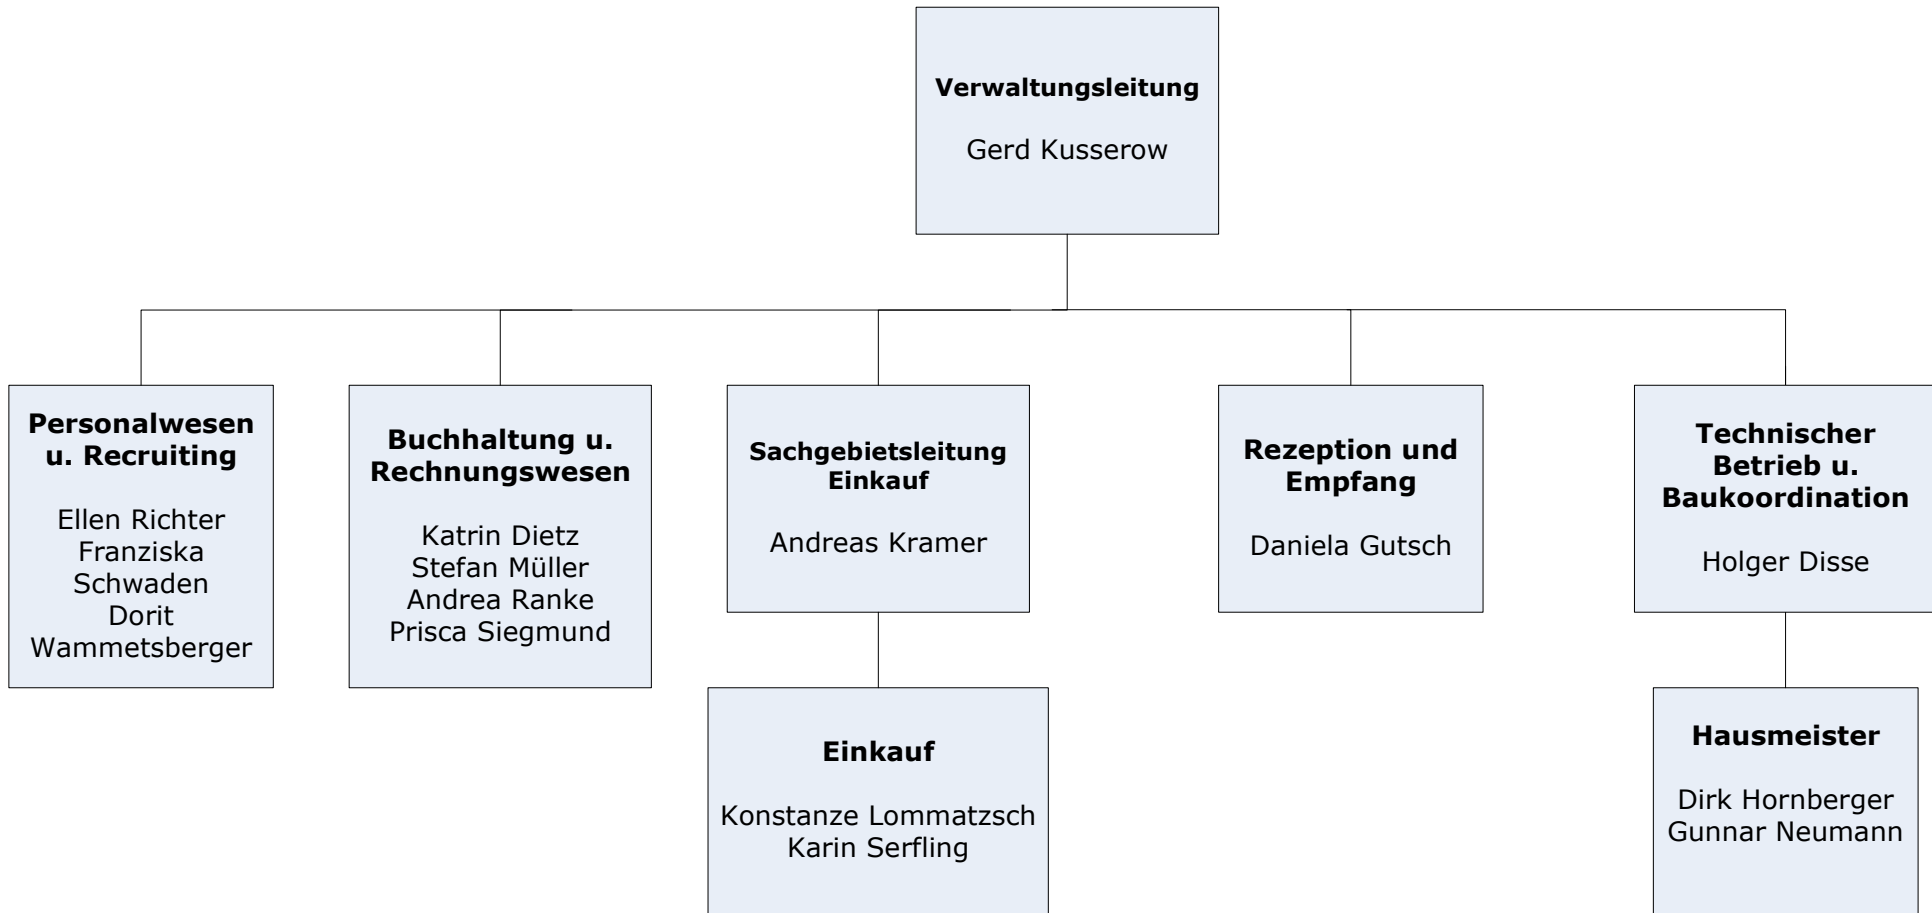 Verwaltungsleitung
Gerd Kusserow
Personalwesen
u. Recruiting
Ellen Richter
Franziska
Schwaden
Dorit
Wammetsberger
Buchhaltung u.
Rechnungswesen
Katrin Dietz
Stefan Müller
Andrea Ranke
Prisca Siegmund
Sachgebietsleitung
Einkauf
Andreas Kramer
Rezeption und
Empfang
Daniela Gutsch
Technischer
Betrieb u.
Baukoordination
Holger Disse
Einkauf
Konstanze Lommatzsch
Karin Serfling
Hausmeister
Dirk Hornberger
Gunnar Neumann